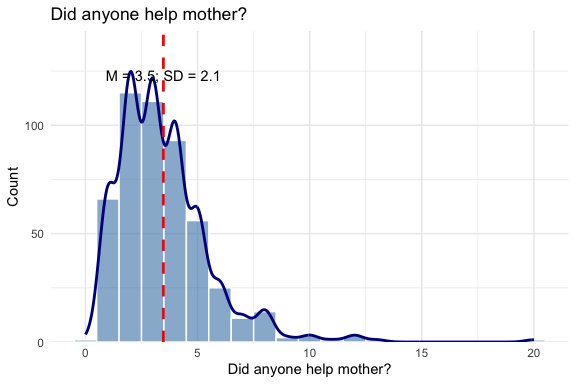 Did anyone help mother?
M = 3.5; SD = 2.1
Count
100
50
0
0 5 10 15 20
Did anyone help mother?